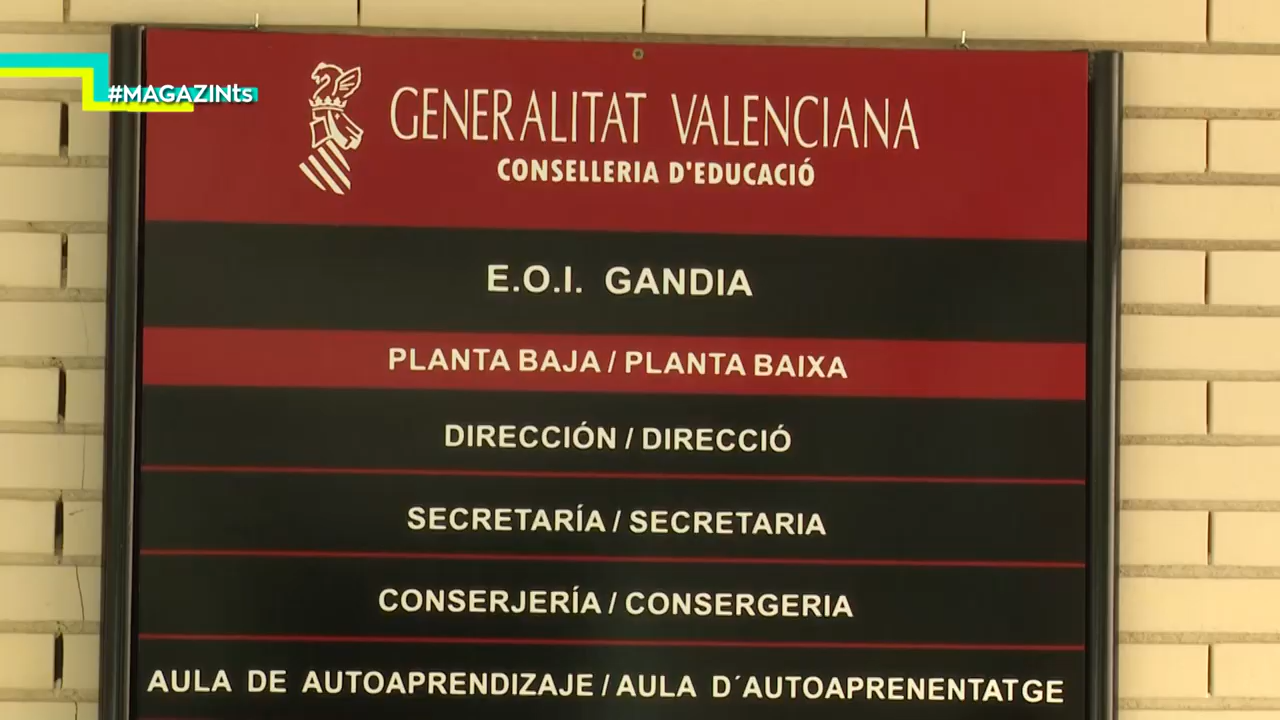 #MAGAZINts
GENERALITAT VALENCIANA
CONSELLERIA D'EDUCACIÓ
E.O.I. GANDIA
PLANTA BAJA / PLANTA BAIXA
DIRECCIÓN / DIRECCIÓ
SECRETARÍA / SECRETARIA
CONSERJERÍA / CONSERGERIA
AULA DE AUTOAPRENDIZAJE / AULA D´AUTOAPRENENTATGE